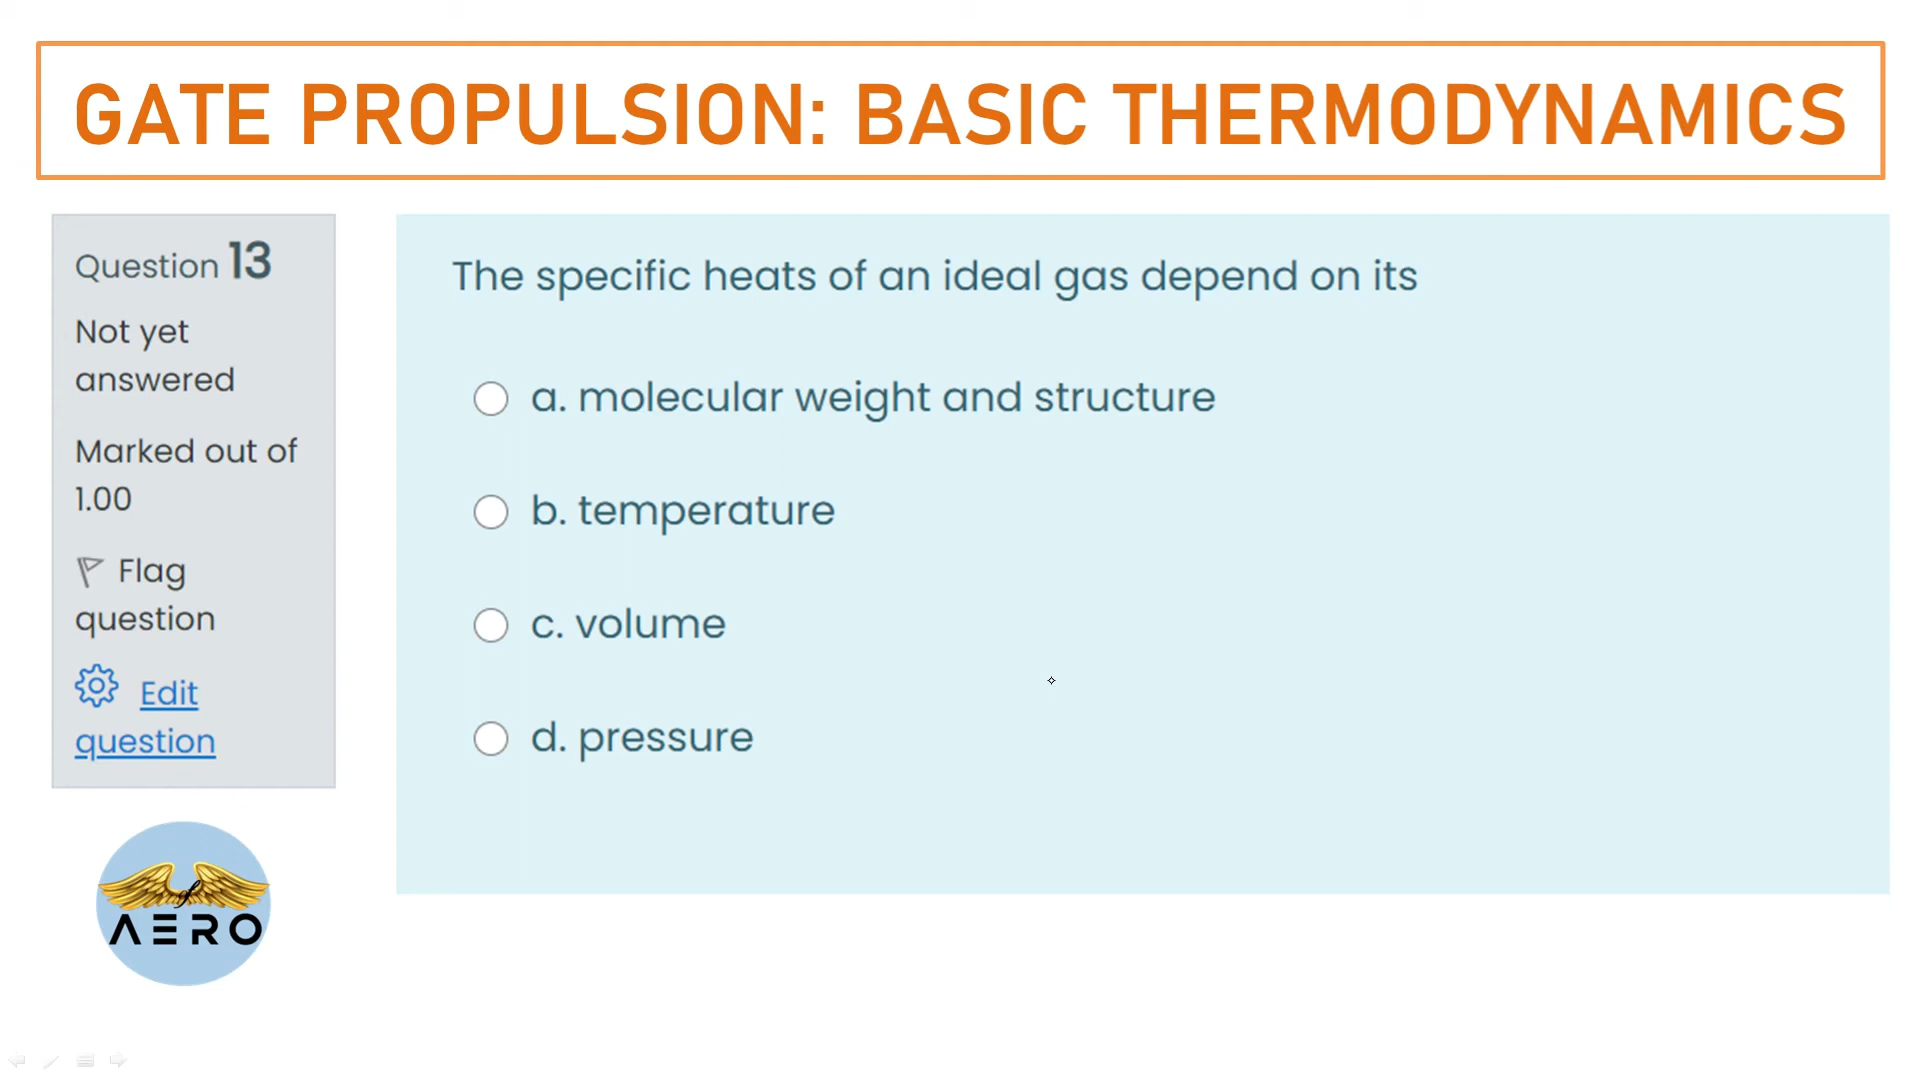 GATE PROPULSION: BASIC THERMODYNAMICS
Question 13
Not yet
answered
Marked out of
1.00
Flag
question
Edit
question
The specific heats of an ideal gas depend on its
a. molecular weight and structure
b. temperature
c. volume
d. pressure
of
AERO